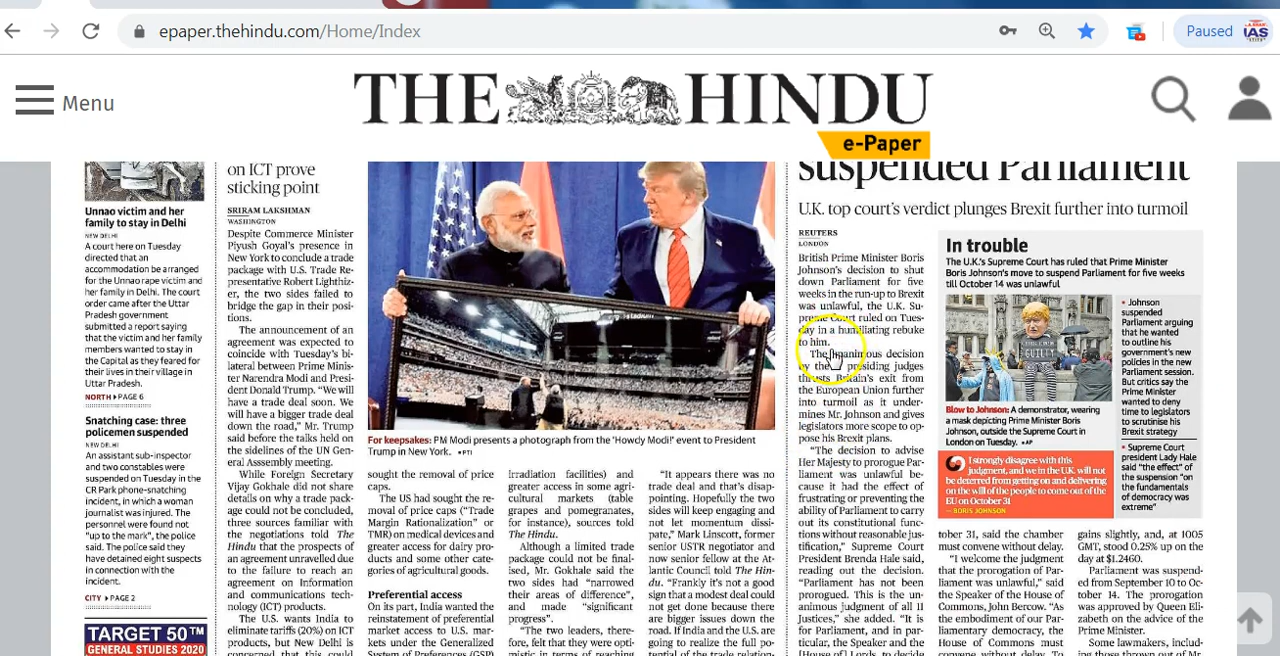 epaper.thehindu.com/Home/Index
Paused
IAS
Menu
THE HINDU
e-Paper
Unnao victim and her
family to stay in Delhi
NEW DELHI
A court here on Tuesday
directed that an
accommodation be arranged
for the Unnao rape victim and
her family in Delhi. The court
order came after the Uttar
Pradesh government
submitted a report saying
that the victim and her family
members wanted to stay in
the Capital as they feared for
their lives in their village in
Uttar Pradesh.
NORTH ▸ PAGE 6
Snatching case: three
policemen suspended
NEW DELHI
An assistant sub-inspector
and two constables were
suspended on Tuesday in the
CR Park phone-snatching
incident, in which a woman
journalist was injured. The
personnel were found not
"up to the mark", the police
said. The police said they
have detained eight suspects
in connection with the
incident.
CITY ▸ PAGE 2
TARGET 50™
GENERAL STUDIES 2020
on ICT prove
sticking point
SRIRAM LAKSHMAN
WASHINGTON
Despite Commerce Minister
Piyush Goyal's presence in
New York to conclude a trade
package with U.S. Trade Re-
presentative Robert Lighthiz-
er, the two sides failed to
bridge the gap in their posi-
tions.
The announcement of an
agreement was expected to
coincide with Tuesday's bi-
lateral between Prime Minis-
ter Narendra Modi and Presi-
dent Donald Trump. "We will
have a trade deal soon. We
will have a bigger trade deal
down the road," Mr. Trump
said before the talks held on
the sidelines of the UN Gen-
eral Assembly meeting.
While Foreign Secretary
Vijay Gokhale did not share
details on why a trade pack-
age could not be concluded,
three sources familiar with
the negotiations told The
Hindu that the prospects of
an agreement unravelled due
to the failure to reach an
agreement on Information
and communications tech-
nology (ICT) products.
The U.S. wants India to
eliminate tariffs (20%) on ICT
products, but New Delhi is
concerned that this could
For keepsakes: PM Modi presents a photograph from the 'Howdy Modi!' event to President
Trump in New York. ▪PTI
sought the removal of price
caps.
The US had sought the re-
moval of price caps ("Trade
Margin Rationalization" or
TMR) on medical devices and
greater access for dairy pro-
ducts and some other cate-
gories of agricultural goods.
Preferential access
On its part, India wanted the
reinstatement of preferential
market access to U.S. mar-
kets under the Generalized
System of Preferences (GSP)
irradiation facilities) and
greater access in some agri-
cultural markets (table
grapes and pomegranates,
for instance), sources told
The Hindu.
Although a limited trade
package could not be final-
ised, Mr. Gokhale said the
two sides had "narrowed
their areas of difference",
and made "significant
progress".
"The two leaders, there-
fore, felt that they were opti-
mistic in terms of reaching
"It appears there was no
trade deal and that's disap-
pointing. Hopefully the two
sides will keep engaging and
not let momentum dissi-
pate," Mark Linscott, former
senior USTR negotiator and
now senior fellow at the At-
lantic Council told The Hin-
du. "Frankly it's not a good
sign that a modest deal could
not get done because there
are bigger issues down the
road. If India and the U.S. are
going to realize the full po-
tential of the trade relation-
suspended Parliament
U.K. top court's verdict plunges Brexit further into turmoil
REUTERS
LONDON
British Prime Minister Boris
Johnson's decision to shut
down Parliament for five
weeks in the run-up to Brexit
was unlawful, the U.K. Su-
preme Court ruled on Tues-
day in a humiliating rebuke
to him.
The unanimous decision
by the 11 presiding judges
thrusts Britain's exit from
the European Union further
into turmoil as it under-
mines Mr. Johnson and gives
legislators more scope to op-
pose his Brexit plans.
"The decision to advise
Her Majesty to prorogue Par-
liament was unlawful be-
cause it had the effect of
frustrating or preventing the
ability of Parliament to carry
out its constitutional func-
tions without reasonable jus-
tification," Supreme Court
President Brenda Hale said,
reading out the decision.
"Parliament has not been
prorogued. This is the un-
animous judgment of all 11
Justices," she added. "It is
for Parliament, and in par-
ticular, the Speaker and the
[House of] Lords, to decide
In trouble
The U.K.'s Supreme Court has ruled that Prime Minister
Boris Johnson's move to suspend Parliament for five weeks
till October 14 was unlawful
GUILTY
Blow to Johnson: A demonstrator, wearing
a mask depicting Prime Minister Boris
Johnson, outside the Supreme Court in
London on Tuesday. ▪AP
I strongly disagree with this
judgment, and we in the U.K. will not
be deterred from getting on and delivering
on the will of the people to come out of the
EU on October 31
— BORIS JOHNSON
▪ Johnson
suspended
Parliament
arguing that
he wanted
to outline his
government's new
policies in the new
Parliament session.
But critics say the
Prime Minister
wanted to deny
time to legislators
to scrutinise his
Brexit strategy
▪ Supreme Court
president Lady Hale
said "the effect" of
the suspension "on
the fundamentals
of democracy was
extreme"
tober 31, said the chamber
must convene without delay.
"I welcome the judgment
that the prorogation of Par-
liament was unlawful," said
the Speaker of the House of
Commons, John Bercow. "As
the embodiment of our Par-
liamentary democracy, the
House of Commons must
convene without delay. To
gains slightly, and, at 1005
GMT, stood 0.25% up on the
day at $1.2460.
Parliament was suspend-
ed from September 10 to Oc-
tober 14. The prorogation
was approved by Queen Eli-
zabeth on the advice of the
Prime Minister.
Some lawmakers, includ-
ing those thrown out of Mr.